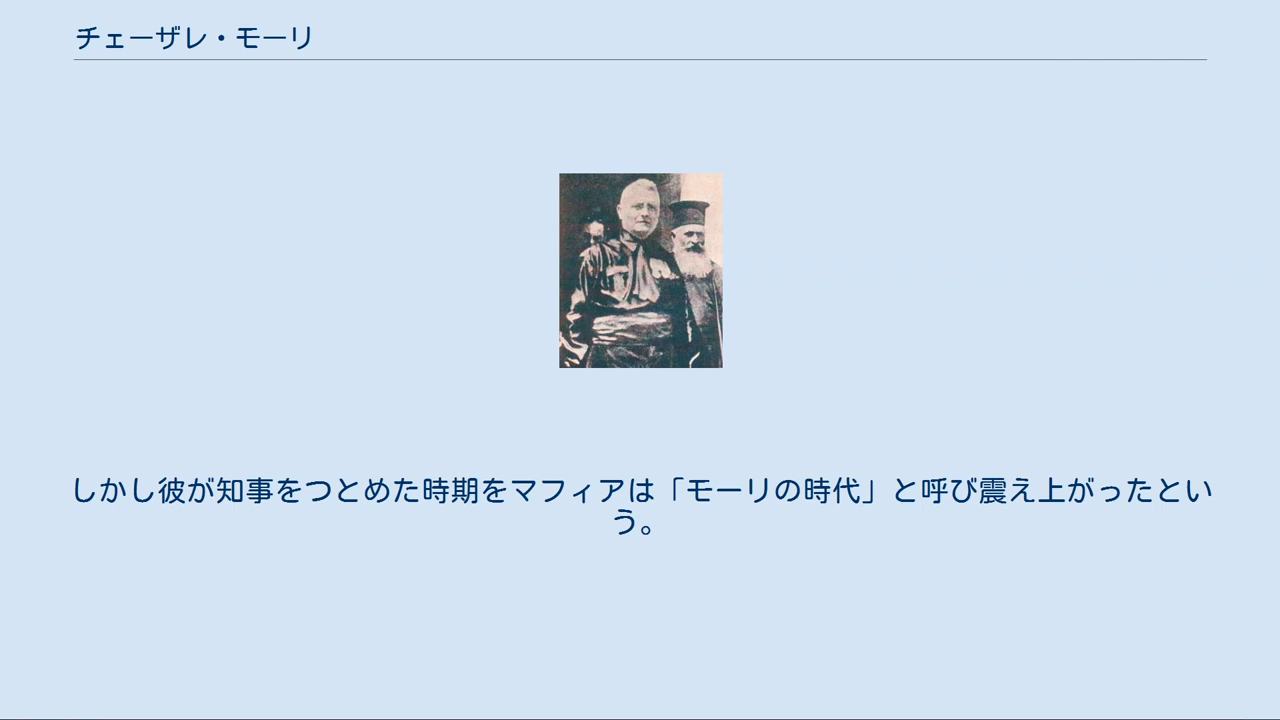 チェーザレ・モーリ
しかし彼が知事をつとめた時期をマフィアは「モーリの時代」と呼び震え上がったとい
う。